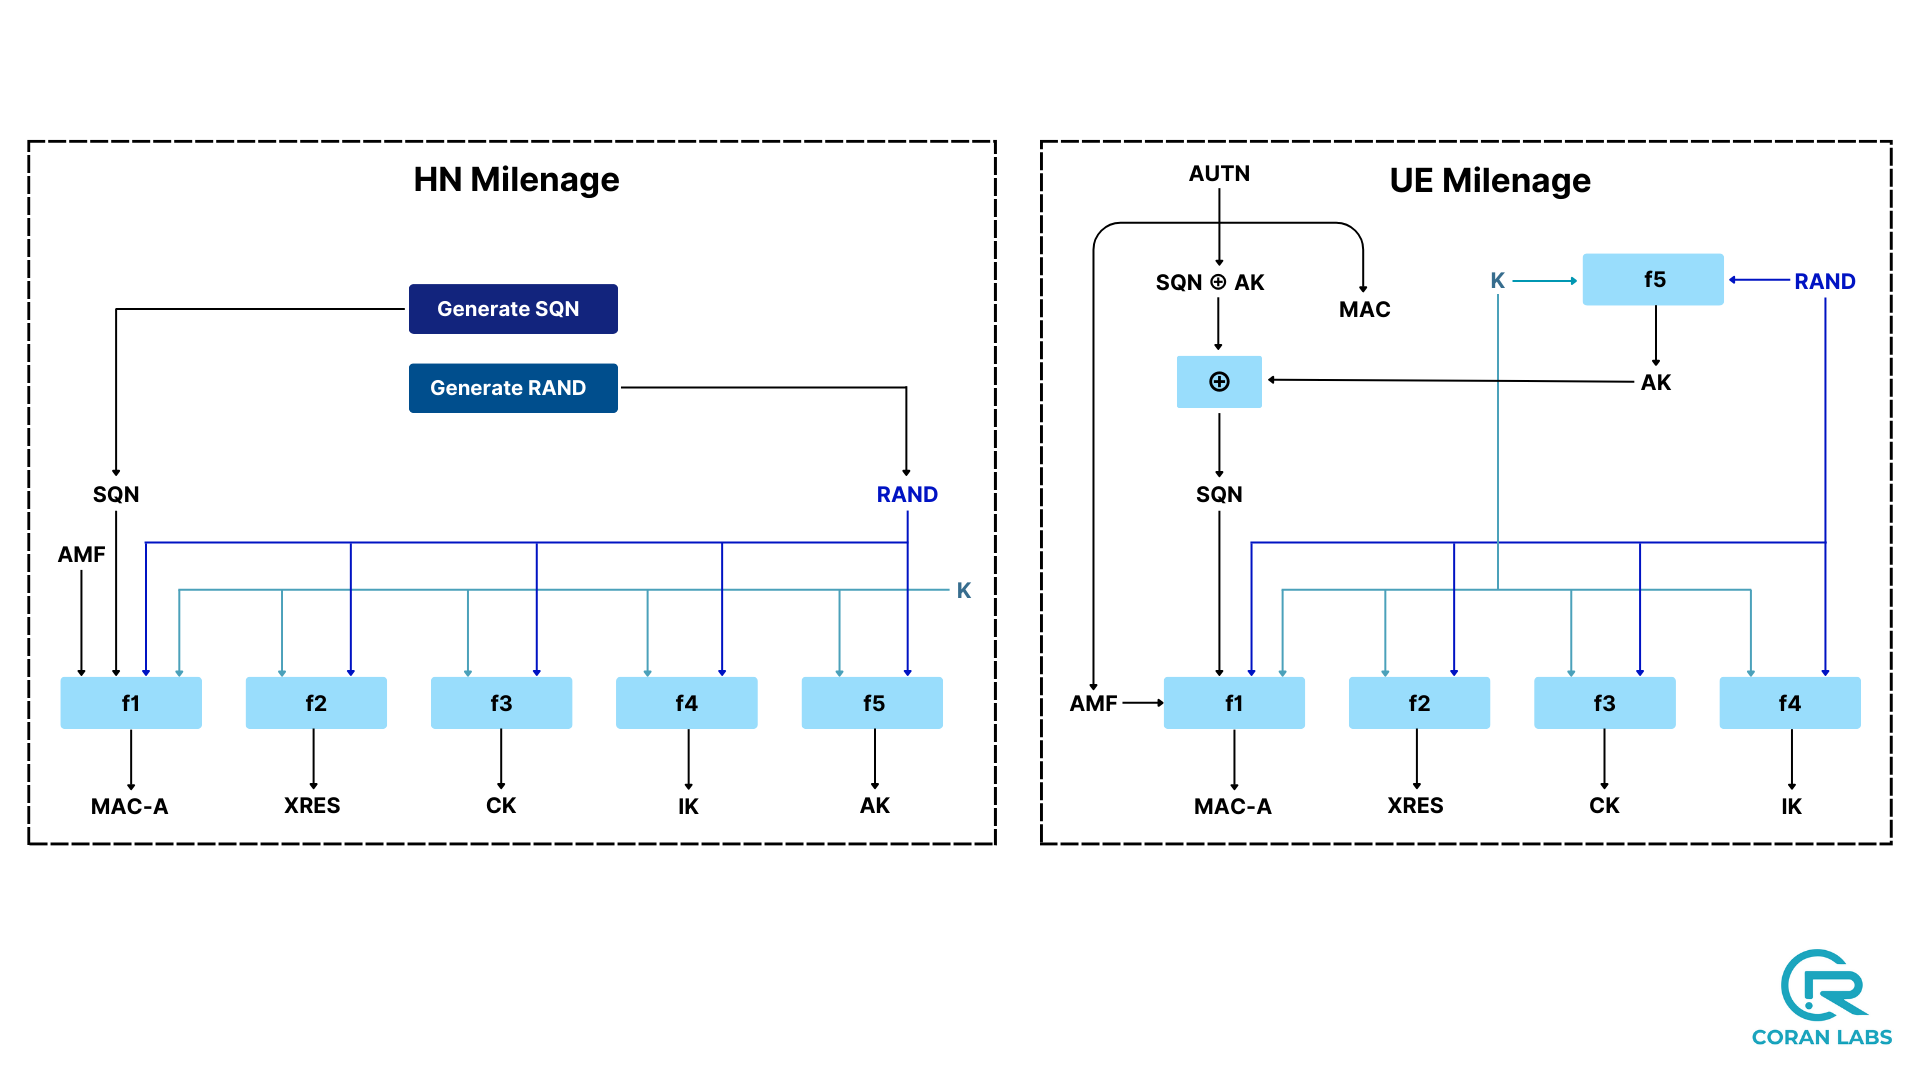 HN Milenage
Generate SQN
Generate RAND
SQN
RAND
AMF
K
f1
f2
f3
f4
f5
MAC-A
XRES
CK
IK
AK
UE Milenage
AUTN
SQN ⊕ AK
MAC
K
f5
RAND
⊕
AK
SQN
AMF
f1
f2
f3
f4
MAC-A
XRES
CK
IK
CORAN LABS